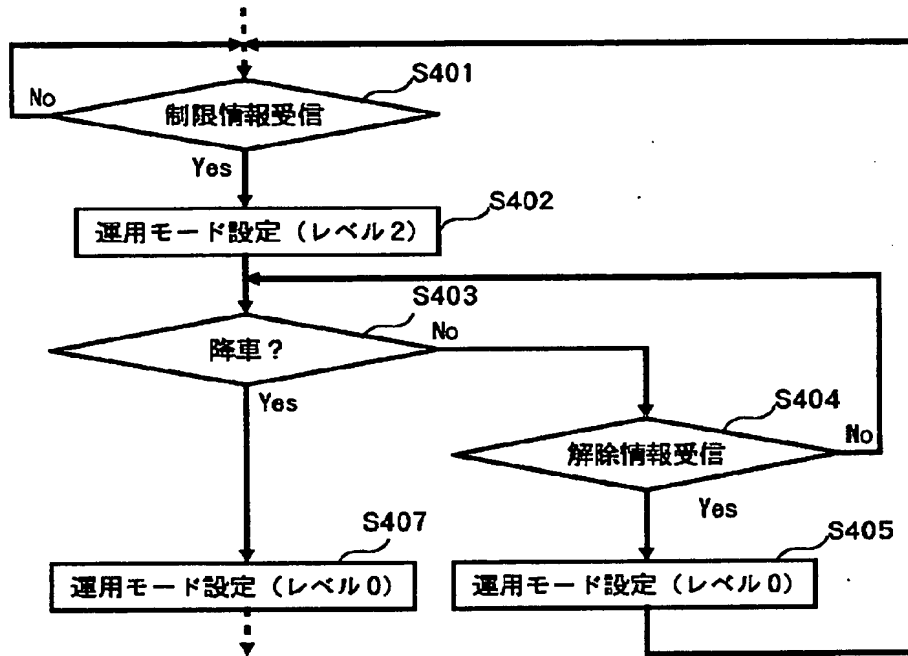 S401
No
制限情報受信
Yes
S402
運用モード設定（レベル2）
S403
No
降車？
Yes
S404
No
解除情報受信
Yes
S407
S405
運用モード設定（レベル0）
運用モード設定（レベル0）